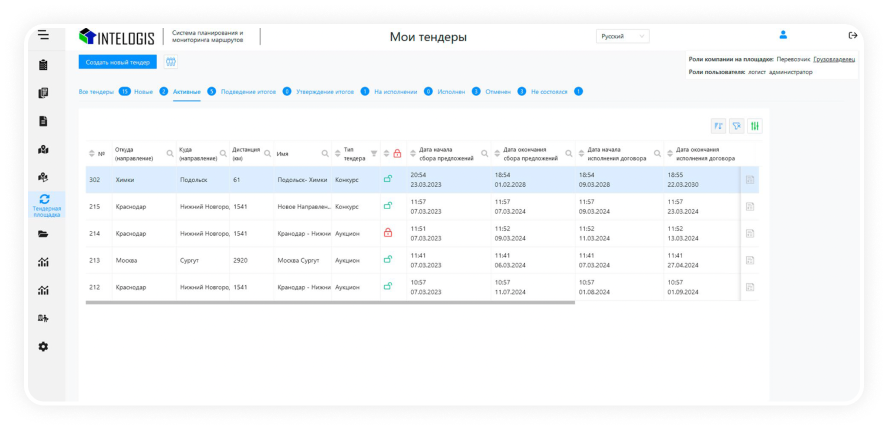 INTELOGIS
Система планирования и
мониторинга маршрутов
Мои тендеры
Русский
Создать новый тендер
Роли компании на площадке: Перевозчик Грузовладелец
Роли пользователя: логист администратор
Все тендеры 15 Новые 2 Активные 5 Подведение итогов 0 Утверждение итогов 1 На исполнении 0 Исполнен 3 Отменен 3 Не состоялся 1
№ Откуда (направление) Куда (направление) Дистанция (км) Имя Тип тендера Дата начала сбора предложений Дата окончания сбора предложений Дата начала исполнения договора Дата окончания исполнения договора
302 Химки Подольск 61 Подольск- Химки Конкурс 20:54 23.03.2023 18:54 01.02.2028 18:54 09.03.2028 18:55 22.03.2030
215 Краснодар Нижний Новгоро, 1541 Новое Направлен... Конкурс 11:57 07.03.2023 11:57 07.03.2024 11:57 09.03.2024 11:57 23.03.2024
214 Краснодар Нижний Новгоро, 1541 Кранодар - Нижни Аукцион 11:51 07.03.2023 11:52 09.03.2024 11:52 11.03.2024 11:52 13.03.2024
213 Москва Сургут 2920 Москва Сургут Аукцион 11:41 07.03.2023 11:41 06.03.2024 11:41 07.03.2024 11:41 27.04.2024
212 Краснодар Нижний Новгоро, 1541 Кранодар - Нижни Аукцион 10:57 07.03.2023 10:57 11.07.2024 10:57 01.08.2024 10:57 01.09.2024
Тендерная
площадка